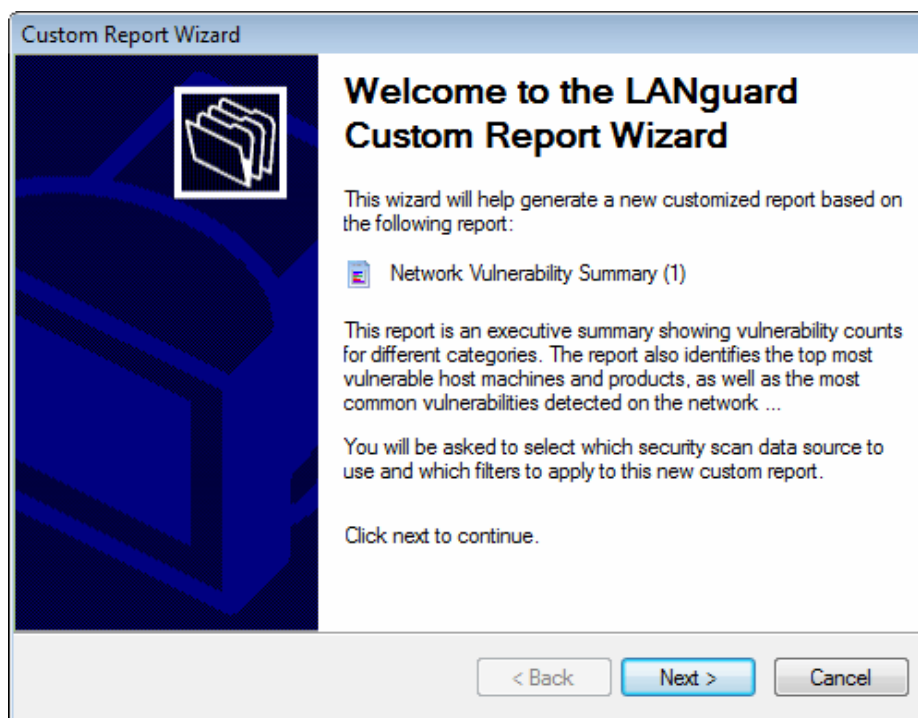 Custom Report Wizard
Welcome to the LANguard
Custom Report Wizard
This wizard will help generate a new customized report based on
the following report:
Network Vulnerability Summary (1)
This report is an executive summary showing vulnerability counts
for different categories. The report also identifies the top most
vulnerable host machines and products, as well as the most
common vulnerabilities detected on the network ...
You will be asked to select which security scan data source to
use and which filters to apply to this new custom report.
Click next to continue.
< Back
Next >
Cancel